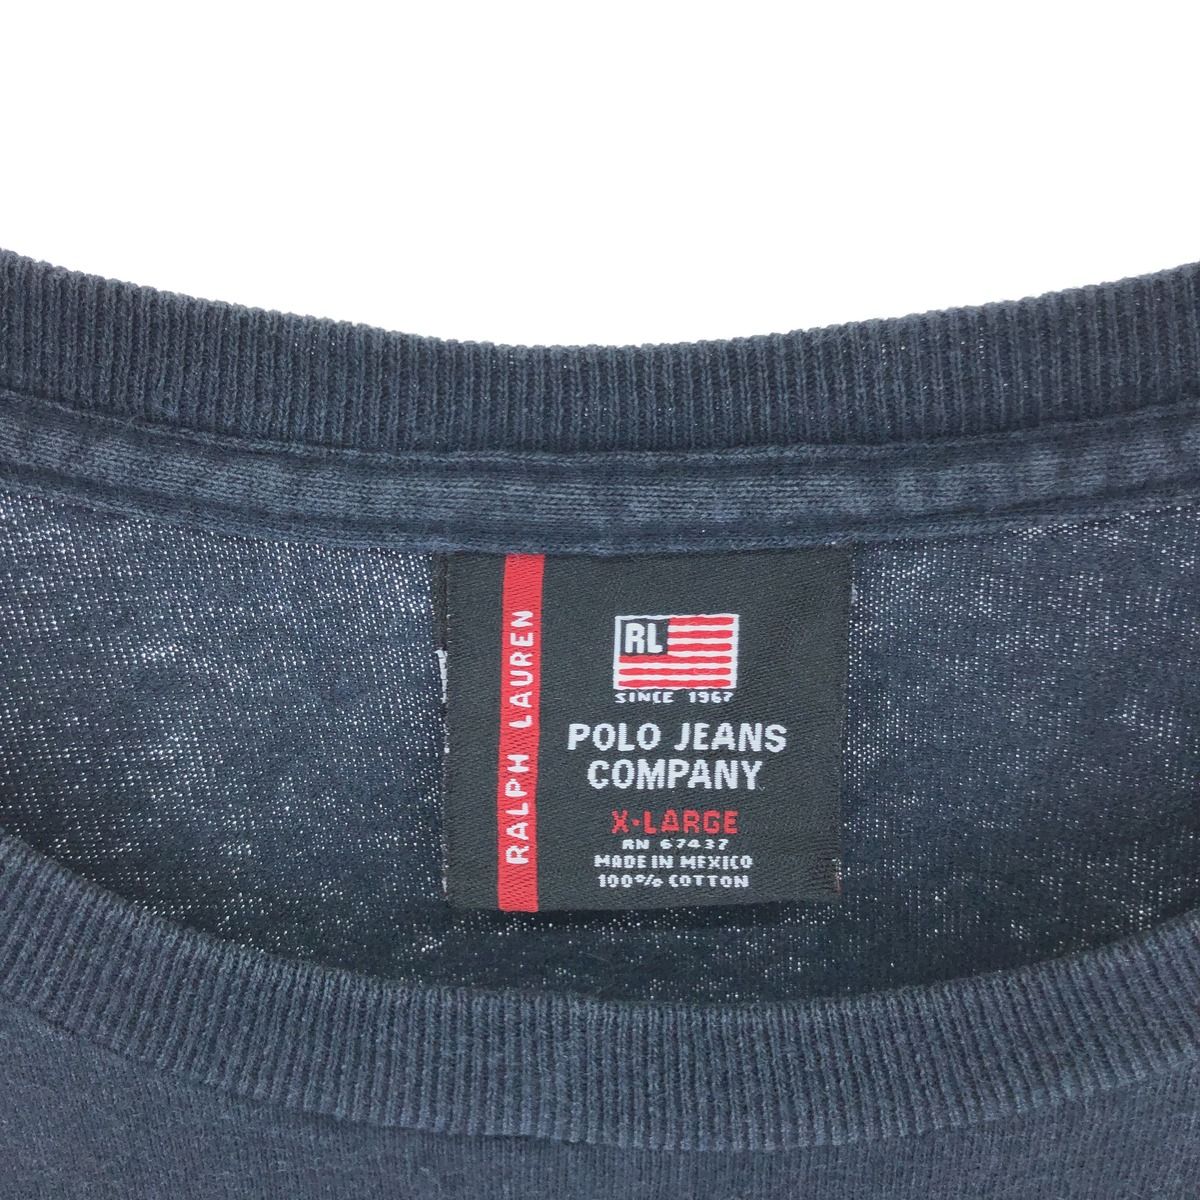 RALPH LAUREN
RL
SINCE 1967
POLO JEANS
COMPANY
X-LARGE
RN 67437
MADE IN MEXICO
100% COTTON